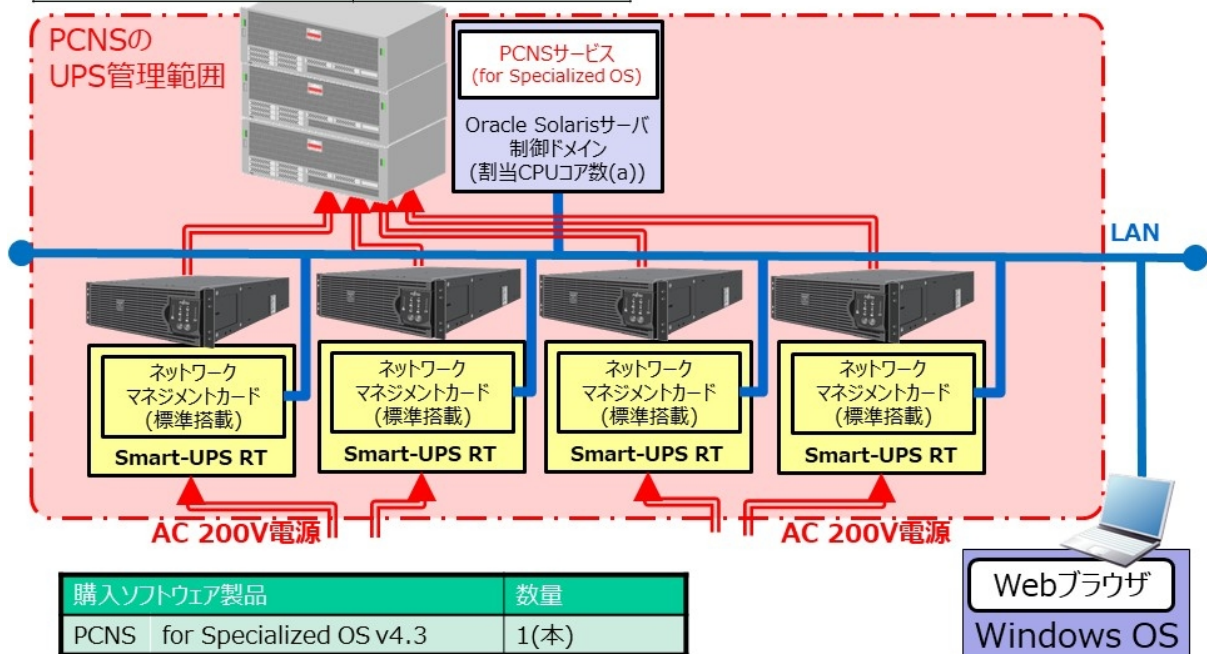 PCNSの
UPS管理範囲
PCNSサービス
(for Specialized OS)
Oracle Solarisサーバ
制御ドメイン
(割当CPUコア数(a))
LAN
ネットワーク
マネジメントカード
(標準搭載)
Smart-UPS RT
ネットワーク
マネジメントカード
(標準搭載)
Smart-UPS RT
ネットワーク
マネジメントカード
(標準搭載)
Smart-UPS RT
ネットワーク
マネジメントカード
(標準搭載)
Smart-UPS RT
AC 200V電源
AC 200V電源
購入ソフトウェア製品 数量
PCNS for Specialized OS v4.3 1(本)
Webブラウザ
Windows OS